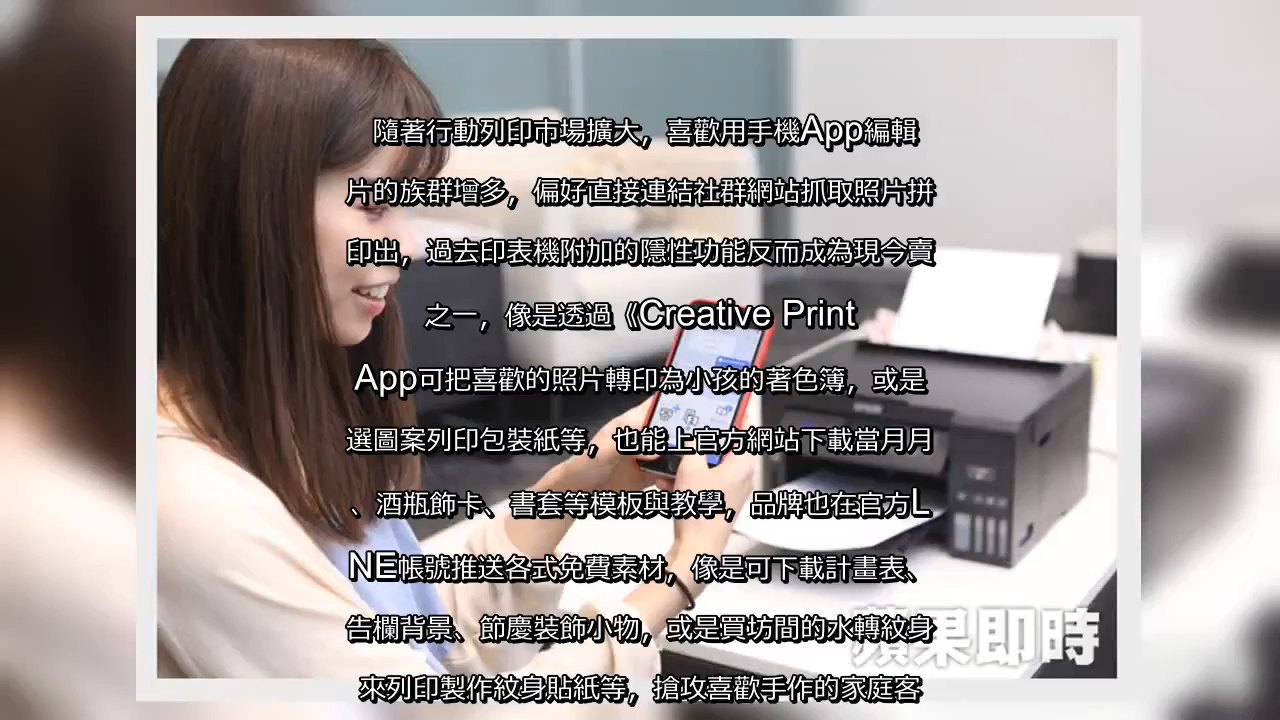 隨著行動列印市場擴大，喜歡用手機App編輯
片的族群增多，偏好直接連結社群網站抓取照片拼
印出，過去印表機附加的隱性功能反而成為現今賣
之一，像是透過《Creative Print
App可把喜歡的照片轉印為小孩的著色簿，或是
選圖案列印包裝紙等，也能上官方網站下載當月月
、酒瓶飾卡、書套等模板與教學，品牌也在官方L
NE帳號推送各式免費素材，像是可下載計畫表、
告欄背景、節慶裝飾小物，或是買坊間的水轉紋身
蘋果即時
來列印製作紋身貼紙等，搶攻喜歡手作的家庭客